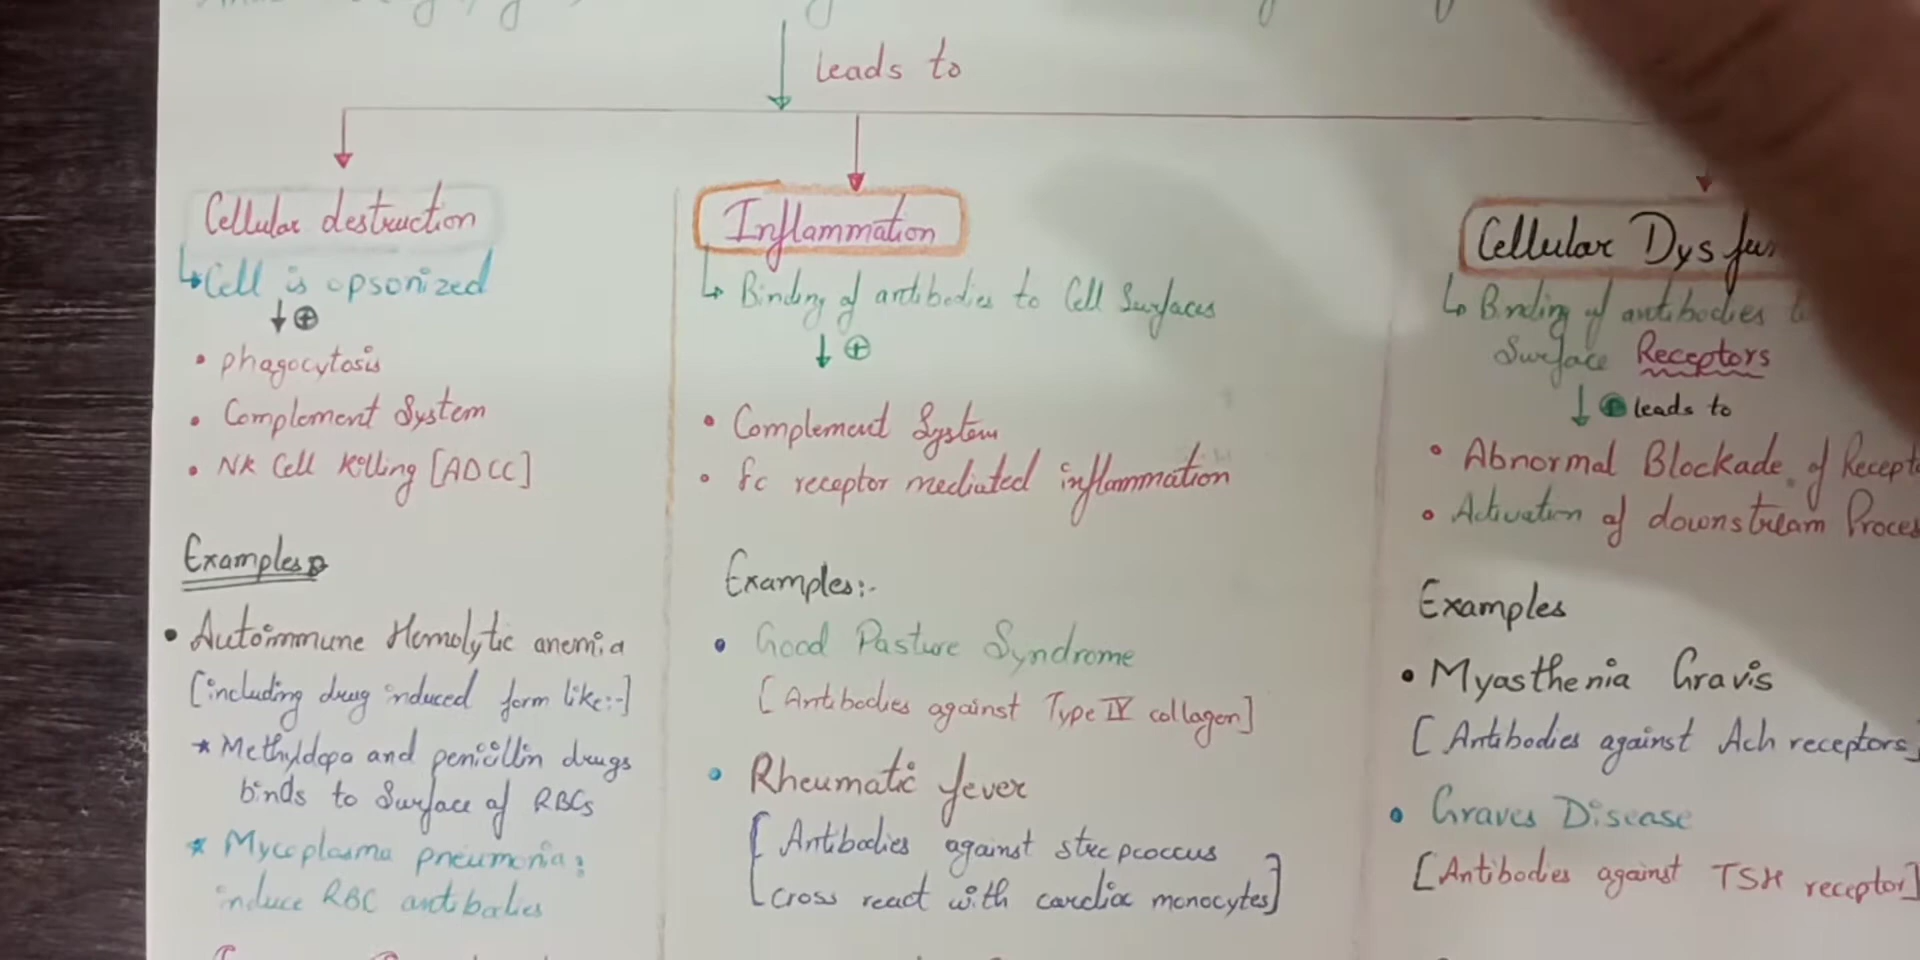 leads to
Cellular destruction
Cell is opsonized
⊕
• Phagocytosis
• Complement System
• NK Cell Killing [ADCC]
Examples
• Autoimmune Hemolytic anemia
[including drug induced form like:-]
* Methyldopa and penicillin drugs
binds to Surface of RBCs
* Mycoplasma pneumonia:
induce RBC antibodies
Inflammation
Binding of antibodies to Cell Surfaces
⊕
• Complement System
• Fc receptor mediated inflammation
Examples:-
• Good Pasture Syndrome
[Antibodies against Type IV collagen]
• Rheumatic fever
[Antibodies against strepcoccus
cross react with cardiac monocytes]
Cellular Dysfun
Binding of antibodies
Surface Receptors
leads to
• Abnormal Blockade of Recept
• Activation of downstream Proces
Examples
• Myasthenia Gravis
[Antibodies against Ach receptors]
• Graves Disease
[Antibodies against TSH receptor]